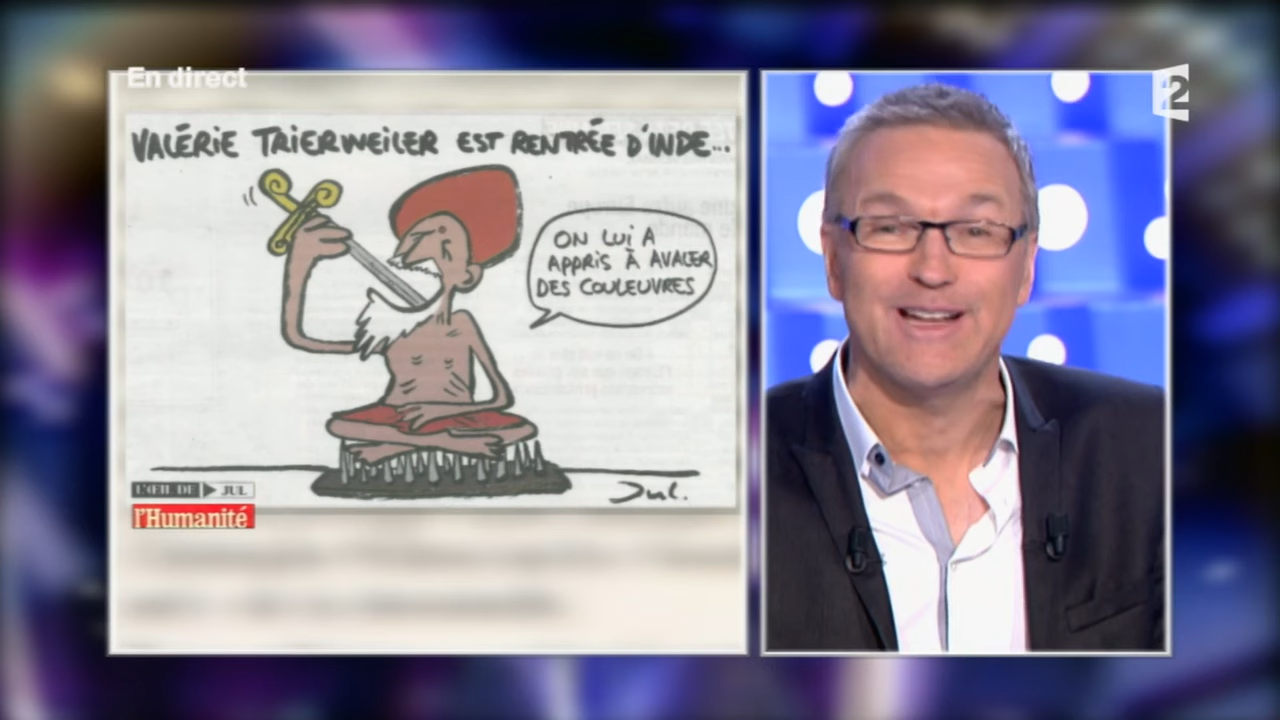 En direct
2
VALÉRIE TRIERWEILER EST RENTRÉE D'INDE...
ON LUI A
APPRIS À AVALER
DES COULEUVRES
L'ŒIL DE JUL
Jul.
l'Humanité